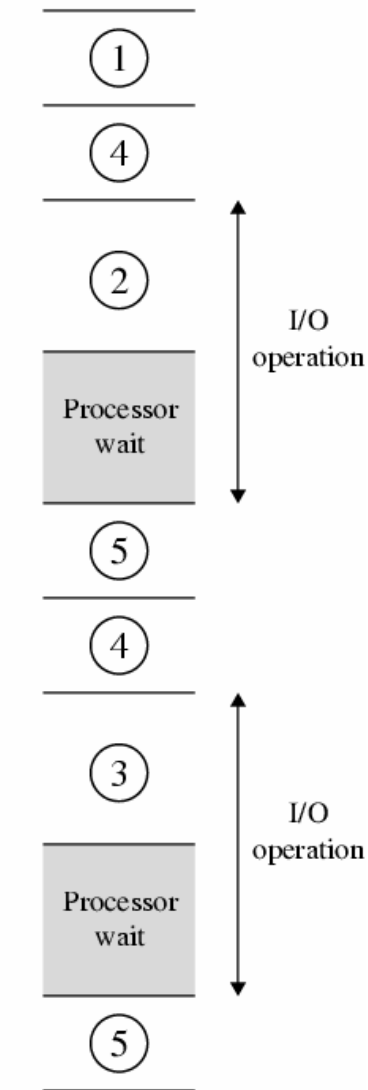 1
4
2
I/O
operation
Processor
wait
5
4
3
I/O
operation
Processor
wait
5